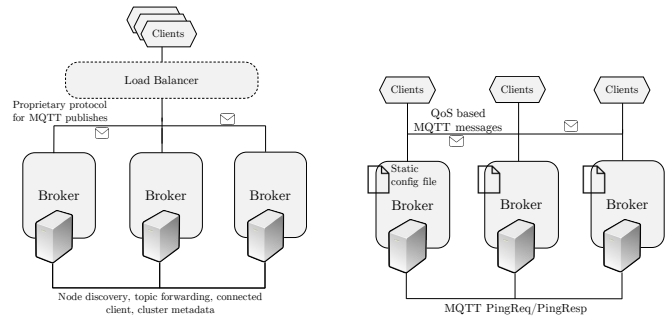 Clients
Load Balancer
Proprietary protocol
for MQTT publishes
Broker
Broker
Broker
Node discovery, topic forwarding, connected
client, cluster metadata
Clients
Clients
Clients
QoS based
MQTT messages
Static
config file
Broker
Broker
Broker
MQTT PingReq/PingResp